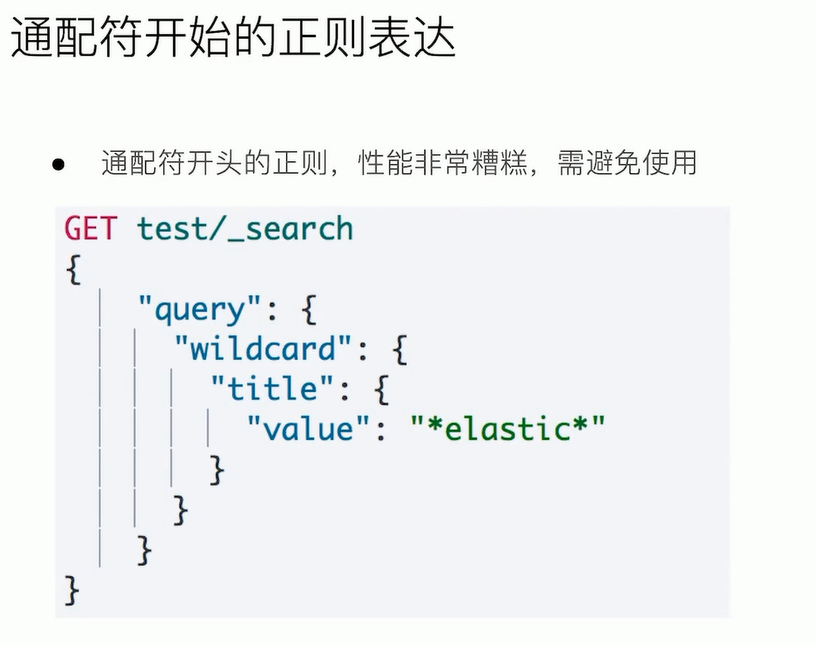 通配符开始的正则表达
● 通配符开头的正则，性能非常糟糕，需避免使用
GET test/_search
{
"query": {
"wildcard": {
"title": {
"value": "*elastic*"
}
}
}
}